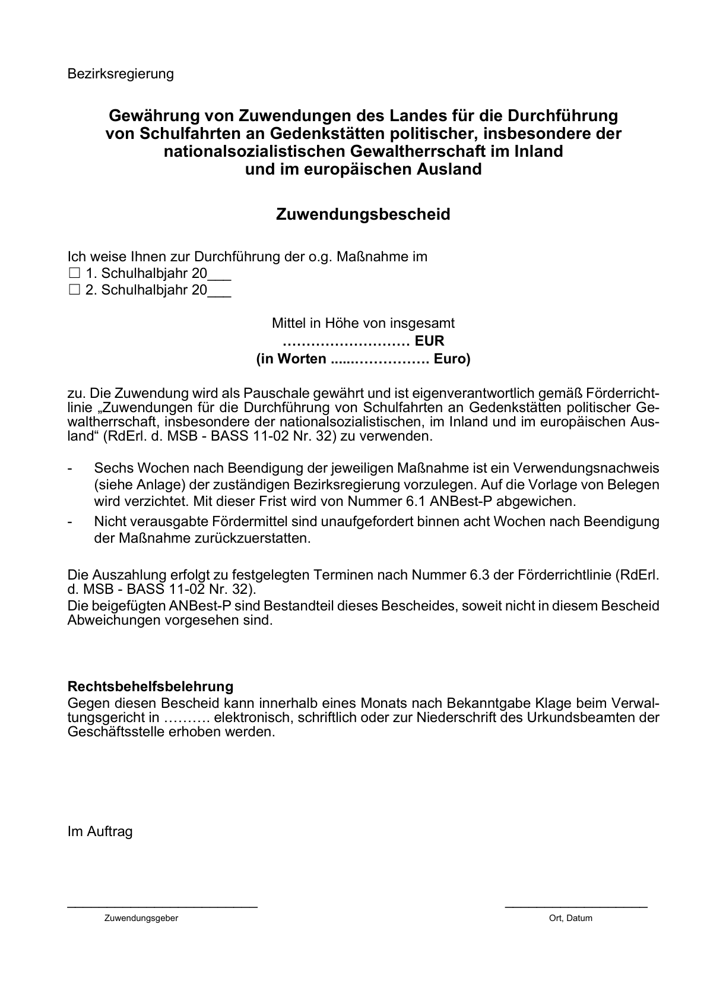 Bezirksregierung
Gewährung von Zuwendungen des Landes für die Durchführung
von Schulfahrten an Gedenkstätten politischer, insbesondere der
nationalsozialistischen Gewaltherrschaft im Inland
und im europäischen Ausland
Zuwendungsbescheid
Ich weise Ihnen zur Durchführung der o.g. Maßnahme im
☐ 1. Schulhalbjahr 20___
☐ 2. Schulhalbjahr 20___
Mittel in Höhe von insgesamt
……………………… EUR
(in Worten ......……………. Euro)
zu. Die Zuwendung wird als Pauschale gewährt und ist eigenverantwortlich gemäß Förderricht-
linie „Zuwendungen für die Durchführung von Schulfahrten an Gedenkstätten politischer Ge-
waltherrschaft, insbesondere der nationalsozialistischen, im Inland und im europäischen Aus-
land“ (RdErl. d. MSB - BASS 11-02 Nr. 32) zu verwenden.
- Sechs Wochen nach Beendigung der jeweiligen Maßnahme ist ein Verwendungsnachweis
(siehe Anlage) der zuständigen Bezirksregierung vorzulegen. Auf die Vorlage von Belegen
wird verzichtet. Mit dieser Frist wird von Nummer 6.1 ANBest-P abgewichen.
- Nicht verausgabte Fördermittel sind unaufgefordert binnen acht Wochen nach Beendigung
der Maßnahme zurückzuerstatten.
Die Auszahlung erfolgt zu festgelegten Terminen nach Nummer 6.3 der Förderrichtlinie (RdErl.
d. MSB - BASS 11-02 Nr. 32).
Die beigefügten ANBest-P sind Bestandteil dieses Bescheides, soweit nicht in diesem Bescheid
Abweichungen vorgesehen sind.
Rechtsbehelfsbelehrung
Gegen diesen Bescheid kann innerhalb eines Monats nach Bekanntgabe Klage beim Verwal-
tungsgericht in ………. elektronisch, schriftlich oder zur Niederschrift des Urkundsbeamten der
Geschäftsstelle erhoben werden.
Im Auftrag
________________________ __________________
Zuwendungsgeber Ort, Datum